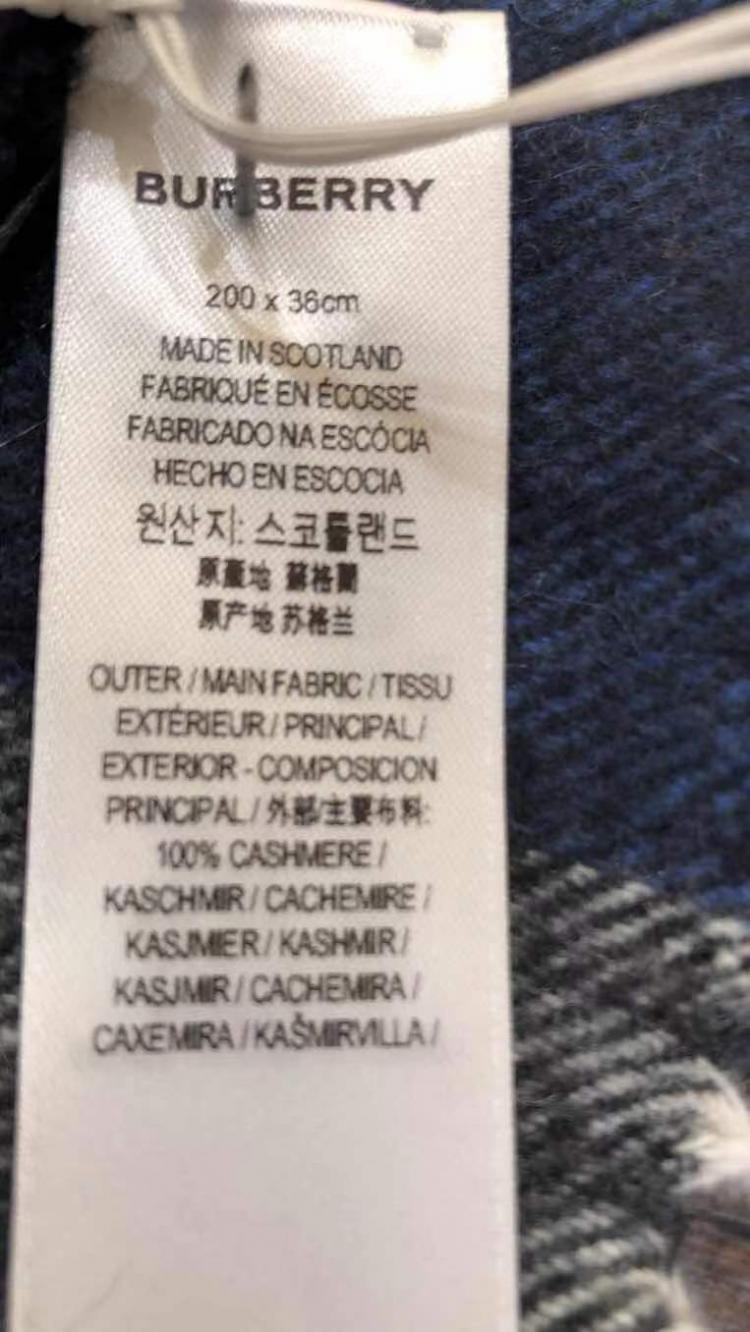 BURBERRY
200 x 36cm
MADE IN SCOTLAND
FABRIQUÉ EN ÉCOSSE
FABRICADO NA ESCÓCIA
HECHO EN ESCOCIA
원산지: 스코틀랜드
原產地 蘇格蘭
原产地 苏格兰
OUTER / MAIN FABRIC / TISSU
EXTÉRIEUR / PRINCIPAL /
EXTERIOR - COMPOSICION
PRINCIPAL / 外部/主要布料:
100% CASHMERE /
KASCHMIR / CACHEMIRE /
KASJMIER / KASHMIR /
KASJMIR / CACHEMIRA /
CAXEMIRA / KAŠMIRVILLA /